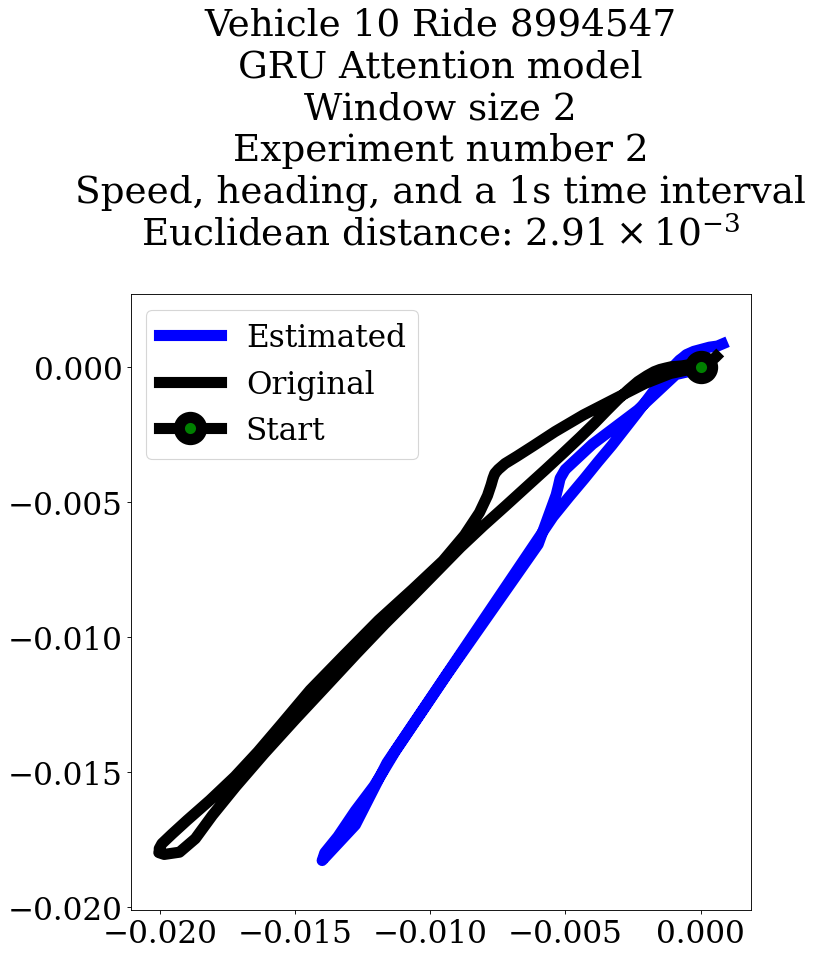 Vehicle 10 Ride 8994547
GRU Attention model
Window size 2
Experiment number 2
Speed, heading, and a 1s time interval
Euclidean distance: 2.91 × 10⁻³
Estimated
Original
Start
0.000
−0.005
−0.010
−0.015
−0.020
−0.020 −0.015 −0.010 −0.005 0.000